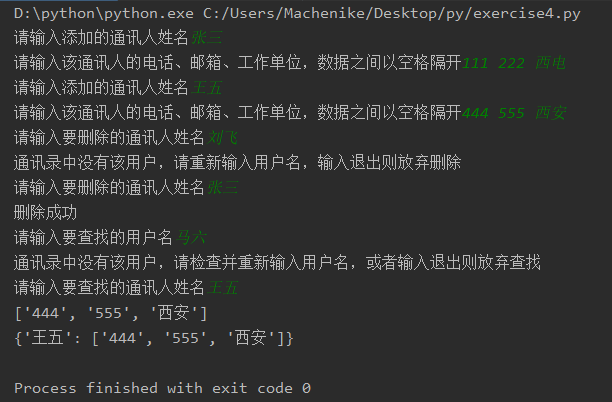 D:\python\python.exe C:/Users/Machenike/Desktop/py/exercise4.py
请输入添加的通讯人姓名张三
请输入该通讯人的电话、邮箱、工作单位，数据之间以空格隔开111 222 西电
请输入添加的通讯人姓名王五
请输入该通讯人的电话、邮箱、工作单位，数据之间以空格隔开444 555 西安
请输入要删除的通讯人姓名刘飞
通讯录中没有该用户，请重新输入用户名，输入退出则放弃删除
请输入要删除的通讯人姓名张三
删除成功
请输入要查找的用户名马六
通讯录中没有该用户，请检查并重新输入用户名，或者输入退出则放弃查找
请输入要查找的通讯人姓名王五
['444', '555', '西安']
{'王五': ['444', '555', '西安']}
Process finished with exit code 0